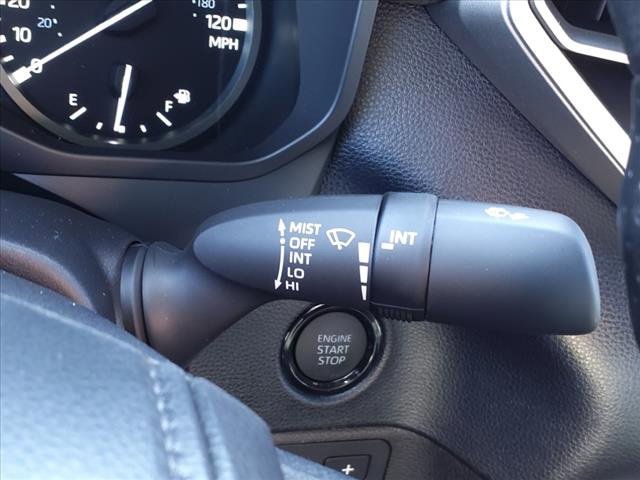 20
180
120
20
10
MPH
0
E
F
MIST
OFF
INT
LO
HI
INT
ENGINE
START
STOP
+